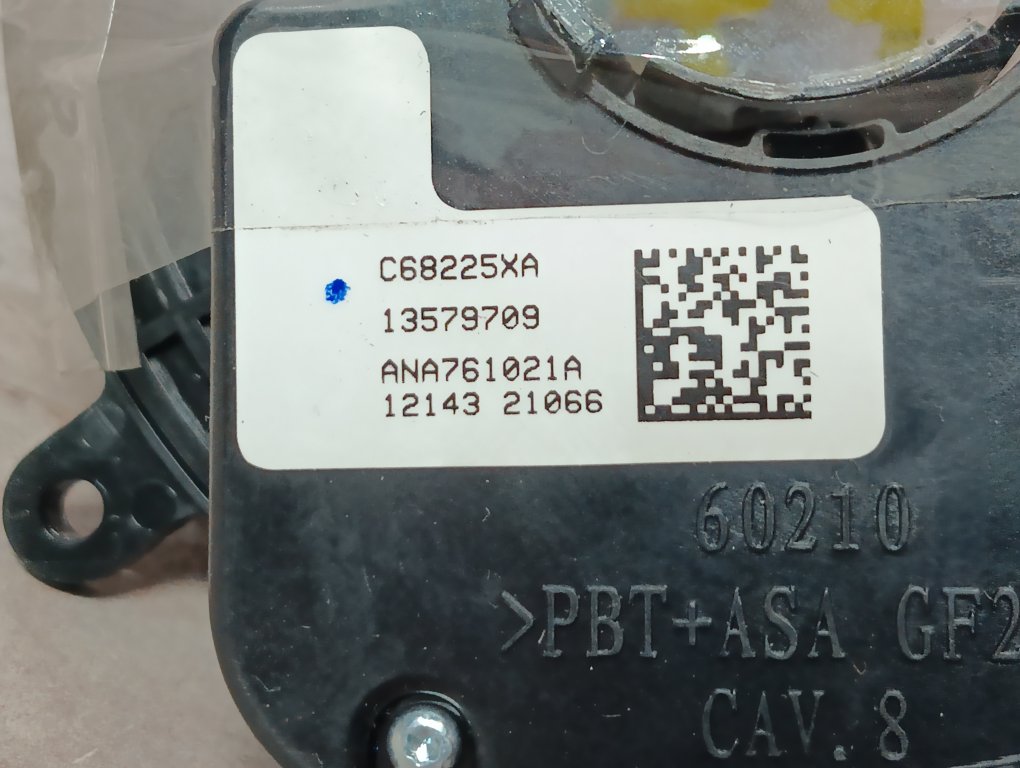 C68225XA
13579709
ANA761021A
12143 21066
60210
>PBT+ASA GF2
CAV. 8